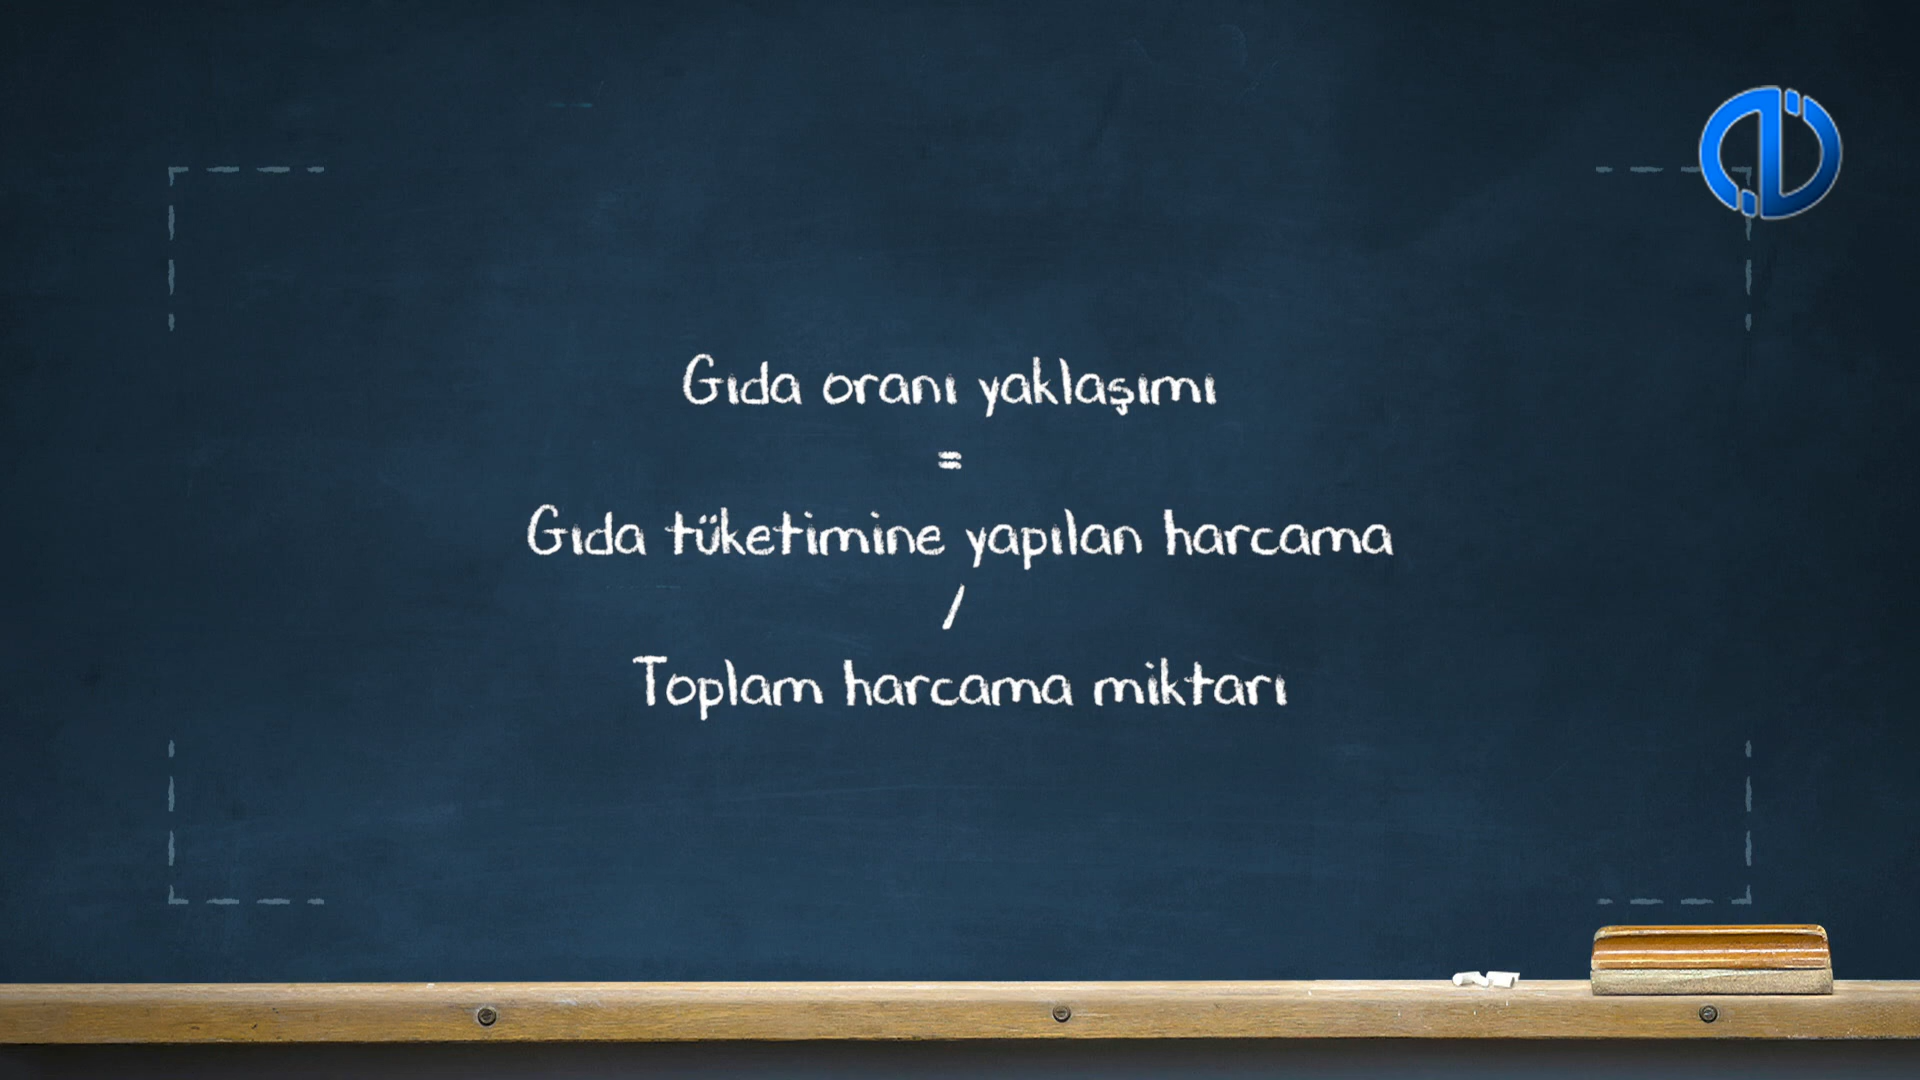 Gıda oranı yaklaşımı
=
Gıda tüketimine yapılan harcama
/
Toplam harcama miktarı